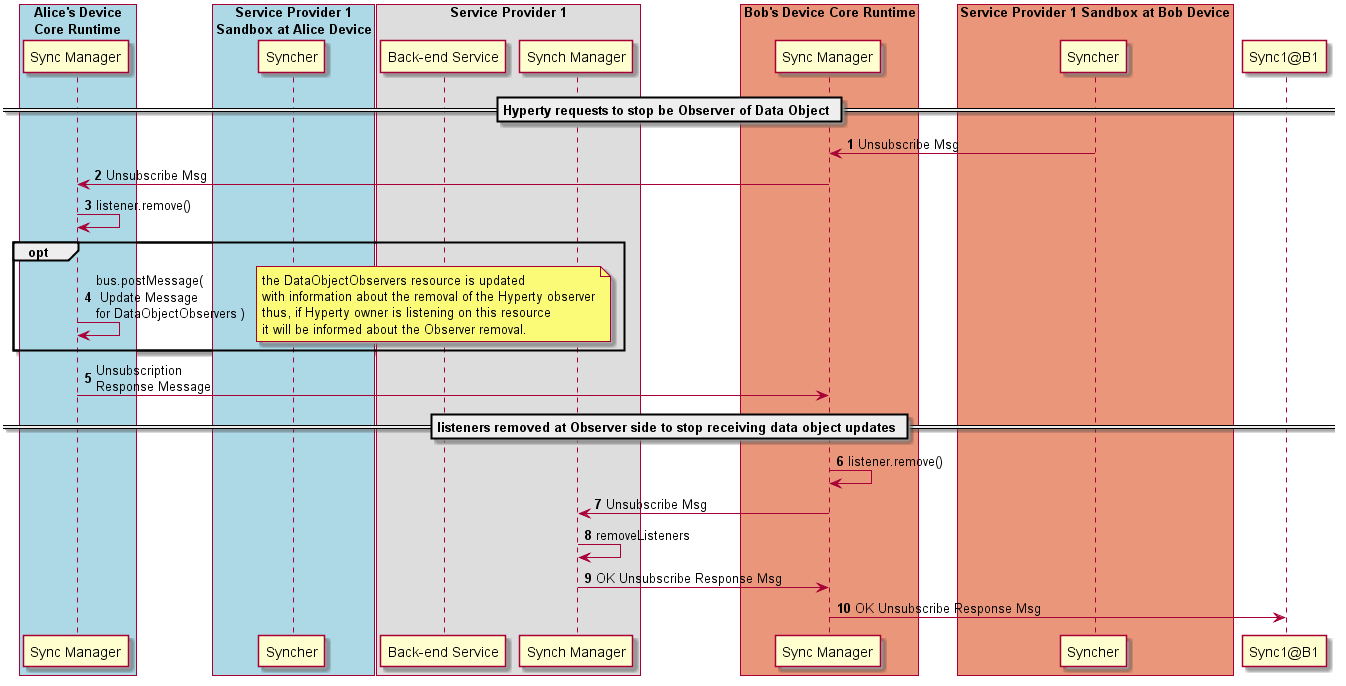 Alice's Device
Core Runtime
Service Provider 1
Sandbox at Alice Device
Service Provider 1
Bob's Device Core Runtime
Service Provider 1 Sandbox at Bob Device
Sync Manager
Syncher
Back-end Service
Synch Manager
Sync Manager
Syncher
Sync1@B1
Hyperty requests to stop be Observer of Data Object
1 Unsubscribe Msg
2 Unsubscribe Msg
3 listener.remove()
opt
bus.postMessage(
4 Update Message
for DataObjectObservers )
the DataObjectObservers resource is updated
with information about the removal of the Hyperty observer
thus, if Hyperty owner is listening on this resource
it will be informed about the Observer removal.
5 Unsubscription
Response Message
listeners removed at Observer side to stop receiving data object updates
6 listener.remove()
7 Unsubscribe Msg
8 removeListeners
9 OK Unsubscribe Response Msg
10 OK Unsubscribe Response Msg
Sync Manager
Syncher
Back-end Service
Synch Manager
Sync Manager
Syncher
Sync1@B1